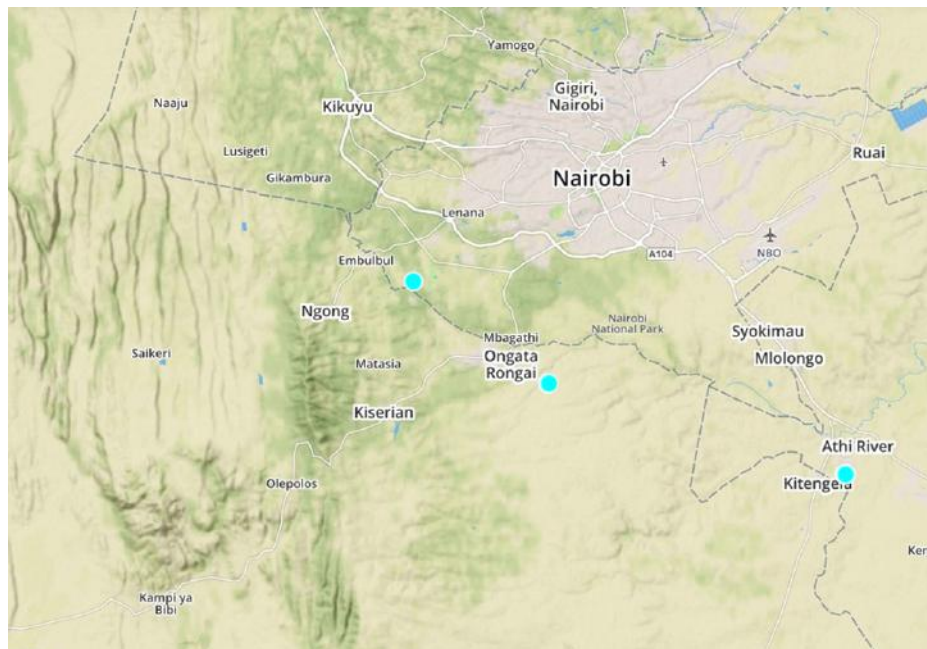 Yamogo
Gigiri,
Nairobi
Naaju
Kikuyu
Lusigeti
Ruai
Gikambura
Nairobi
Lenana
A104
NBO
Embulbul
Ngong
Nairobi
National Park
Syokimau
Mbagathi
Saikeri
Matasia
Ongata
Rongai
Mlolongo
Kiserian
Athi River
Olepolos
Kitengela
Ker
Kampi ya
Bibi